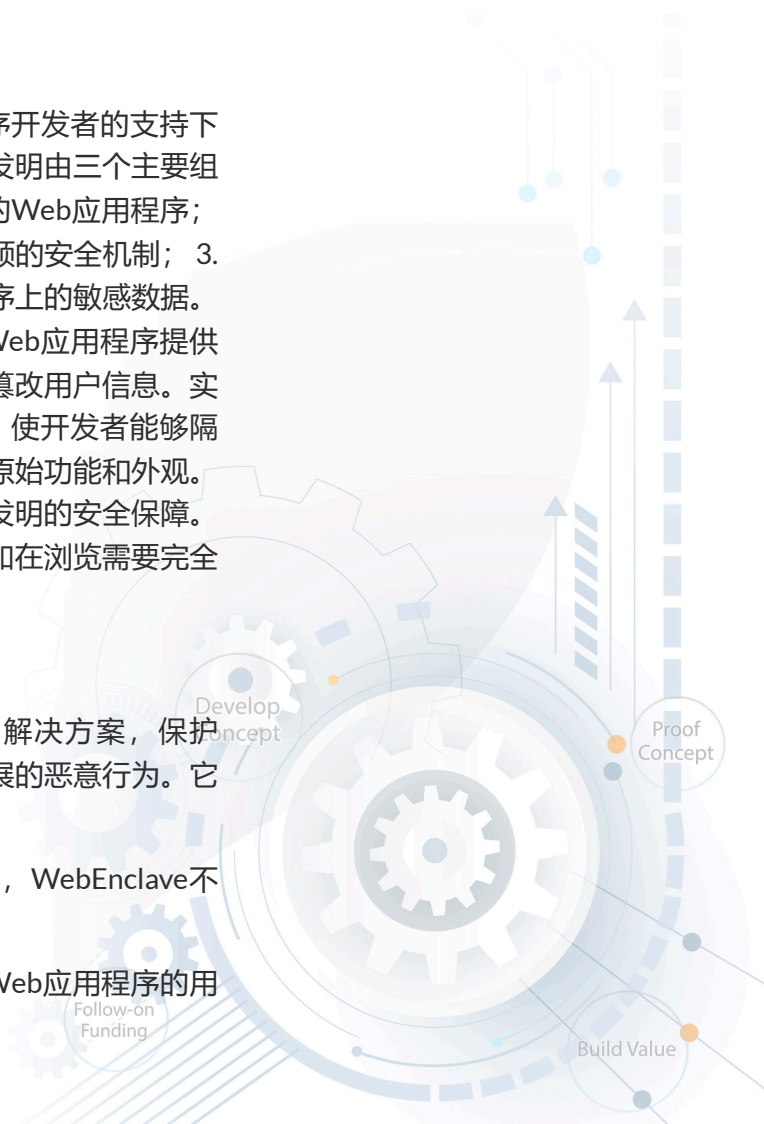 序开发者的支持下
发明由三个主要组
的Web应用程序；
项的安全机制； 3.
序上的敏感数据。
Web应用程序提供
篡改用户信息。实
使开发者能够隔
原始功能和外观。
发明的安全保障。
如在浏览需要完全
解决方案，保护
展的恶意行为。它
，WebEnclave不
Web应用程序的用
Develop
Concept
Proof
Concept
Follow-on
Funding
Build Value